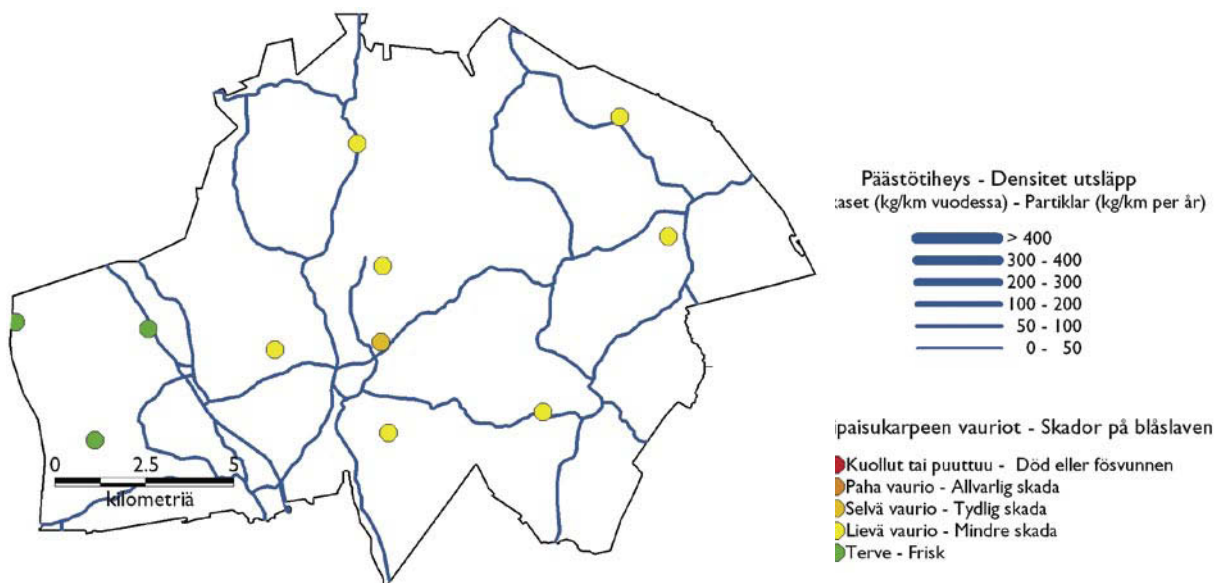 Päästötiheys - Densitet utsläpp
kaset (kg/km vuodessa) - Partiklar (kg/km per år)
> 400
300 - 400
200 - 300
100 - 200
50 - 100
0 - 50
0 2.5 5
kilometriä
ipaisukarpeen vauriot - Skador på blåslaven
Kuollut tai puuttuu - Död eller fösvunnen
Paha vaurio - Allvarlig skada
Selvä vaurio - Tydlig skada
Lievä vaurio - Mindre skada
Terve - Frisk